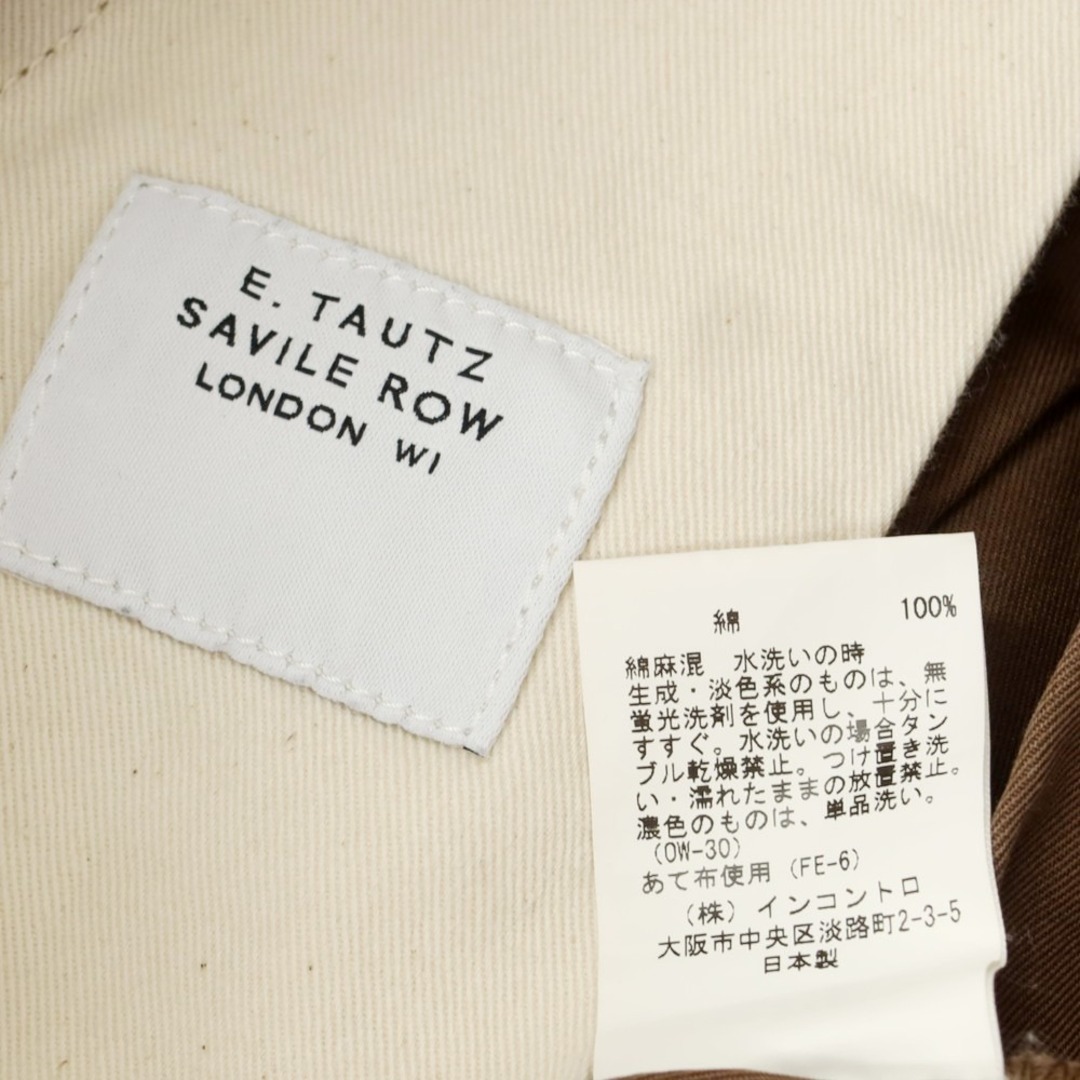 E. TAUTZ
SAVILE ROW
LONDON W1
綿 100%
綿麻混 水洗いの時
生成・淡色系のものは、無
蛍光洗剤を使用し、十分に
すすぐ。水洗いの場合タン
ブル乾燥禁止。つけ置き洗
い・濡れたままの放置禁止。
濃色のものは、単品洗い。
(OW-30)
あて布使用 (FE-6)
(株) インコントロ
大阪市中央区淡路町2-3-5
日本製